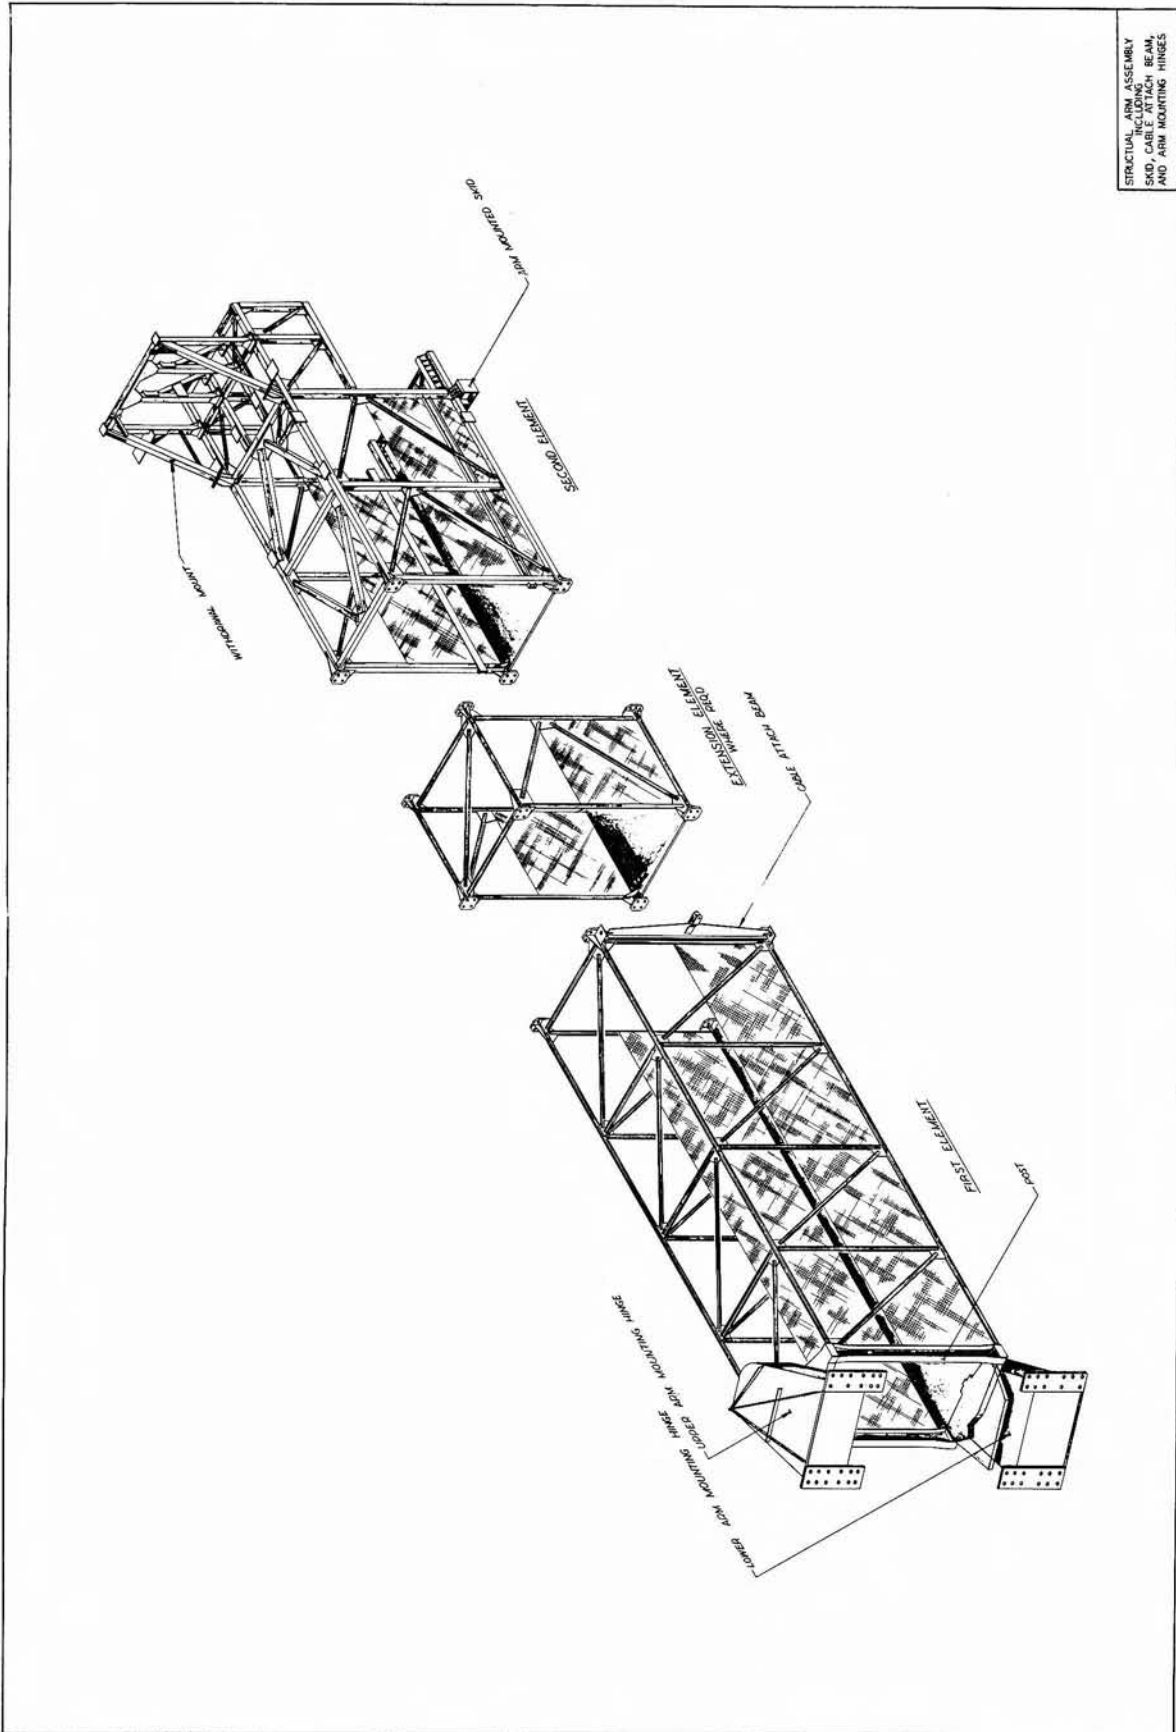 STRUCTUAL ARM ASSEMBLY
INCLUDING
SKID, CABLE ATTACH BEAM,
AND ARM MOUNTING HINGES
WITHDRAWAL MOUNT
ARM MOUNTED SKID
SECOND ELEMENT
EXTENSION ELEMENT
WHERE REQD
CABLE ATTACH BEAM
FIRST ELEMENT
POST
UPPER ARM MOUNTING HINGE
LOWER ARM MOUNTING HINGE